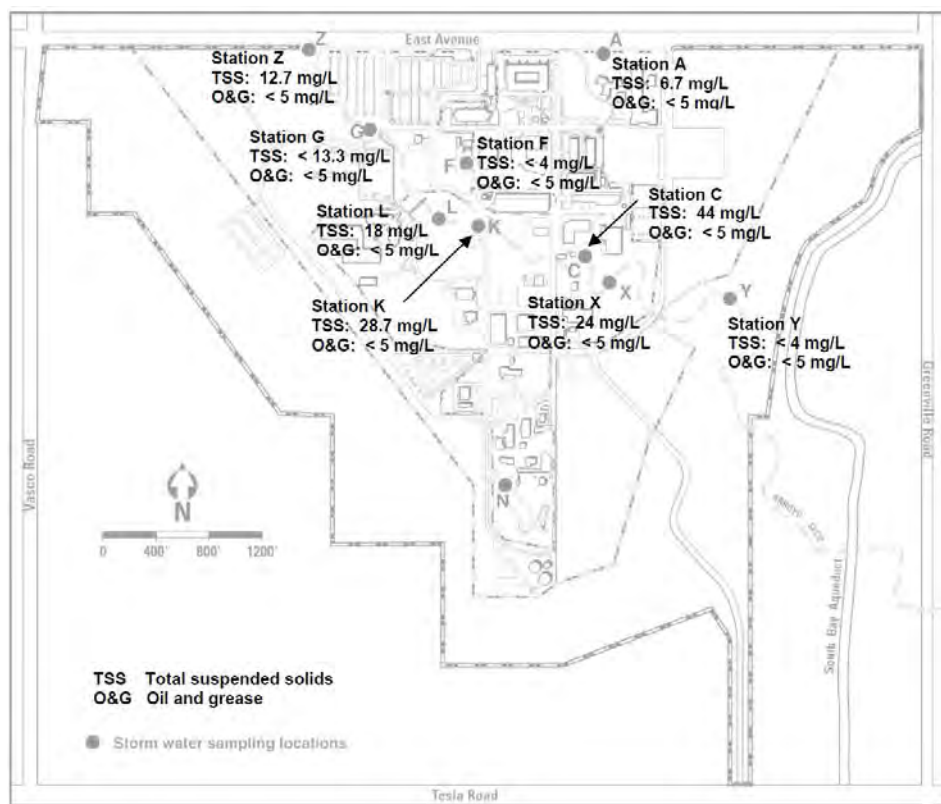 East Avenue
Z
A
Station Z
TSS: 12.7 mg/L
O&G: < 5 mg/L
Station A
TSS: 6.7 mg/L
O&G: < 5 mg/L
G
Station G
TSS: < 13.3 mg/L
O&G: < 5 mg/L
F
Station F
TSS: < 4 mg/L
O&G: < 5 mg/L
Station C
TSS: 44 mg/L
O&G: < 5 mg/L
Station L
TSS: 18 mg/L
O&G: < 5 mg/L
L
K
C
X
Y
Station K
TSS: 28.7 mg/L
O&G: < 5 mg/L
Station X
TSS: 24 mg/L
O&G: < 5 mg/L
Station Y
TSS: < 4 mg/L
O&G: < 5 mg/L
Greenville Road
Vasco Road
N
N
0 400' 800' 1200'
South Bay Aqueduct
TSS Total suspended solids
O&G Oil and grease
Storm water sampling locations
Tesla Road